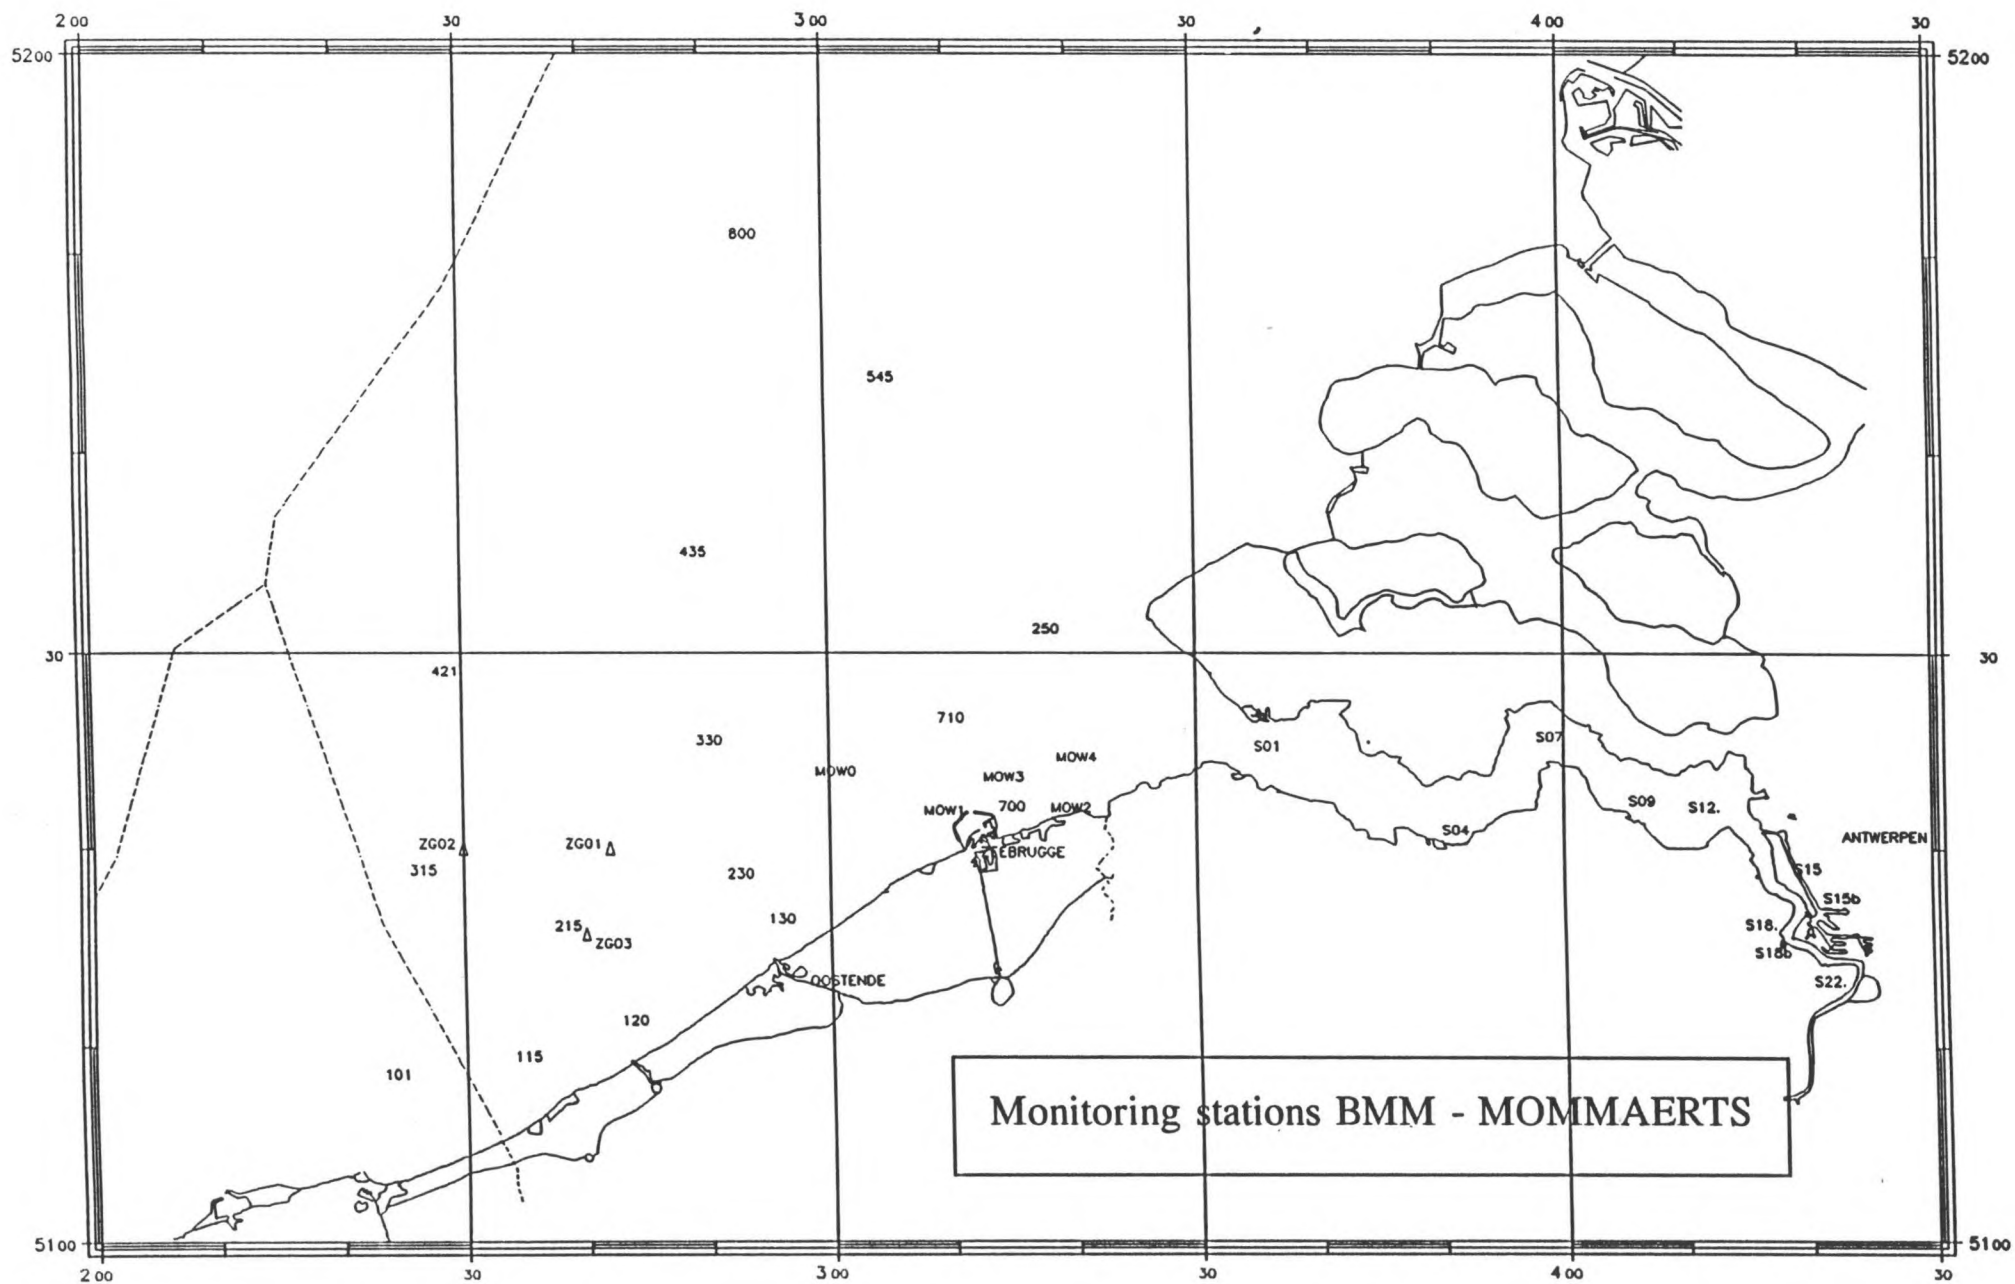 2 00 30 3 00 30 4 00 30
52 00 52 00
800
545
435
250
30 30
421
710
330
S01
S07
MOW0
MOW3
MOW4
MOW1
700
MOW2
S09
S12.
S04
ANTWERPEN
ZG02
ZG01
ZEEBRUGGE
315
230
S15
S15b
130
215
ZG03
S18.
S18b
OOSTENDE
S22.
120
115
101
Monitoring stations BMM - MOMMAERTS
51 00 51 00
2 00 30 3 00 30 4 00 30